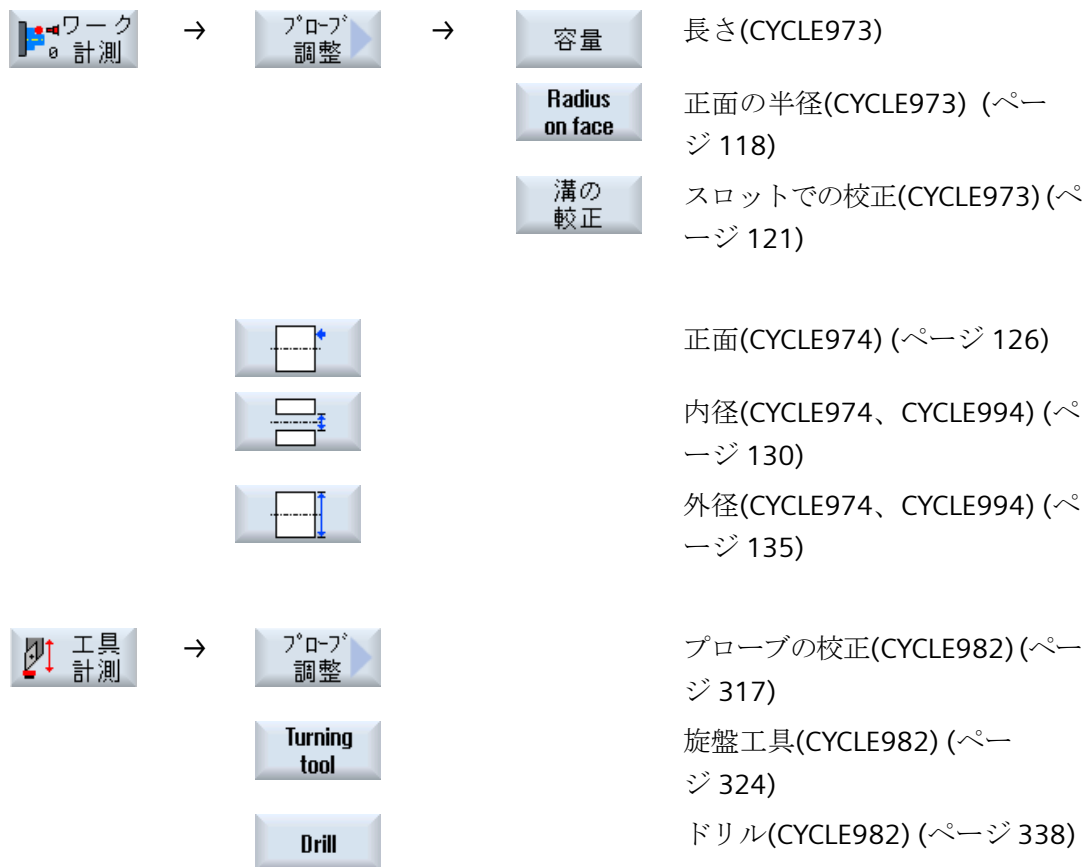 ワーク
0 計測
→
プローブ
調整
→
容量
長さ(CYCLE973)
Radius
on face
正面の半径(CYCLE973) (ペー
ジ 118)
溝の
較正
スロットでの校正(CYCLE973) (ペ
ージ 121)
正面(CYCLE974) (ページ 126)
内径(CYCLE974、CYCLE994) (ペ
ージ 130)
外径(CYCLE974、CYCLE994) (ペ
ージ 135)
工具
計測
→
プローブ
調整
プローブの校正(CYCLE982) (ペー
ジ 317)
Turning
tool
旋盤工具(CYCLE982) (ペー
ジ 324)
Drill
ドリル(CYCLE982) (ページ 338)